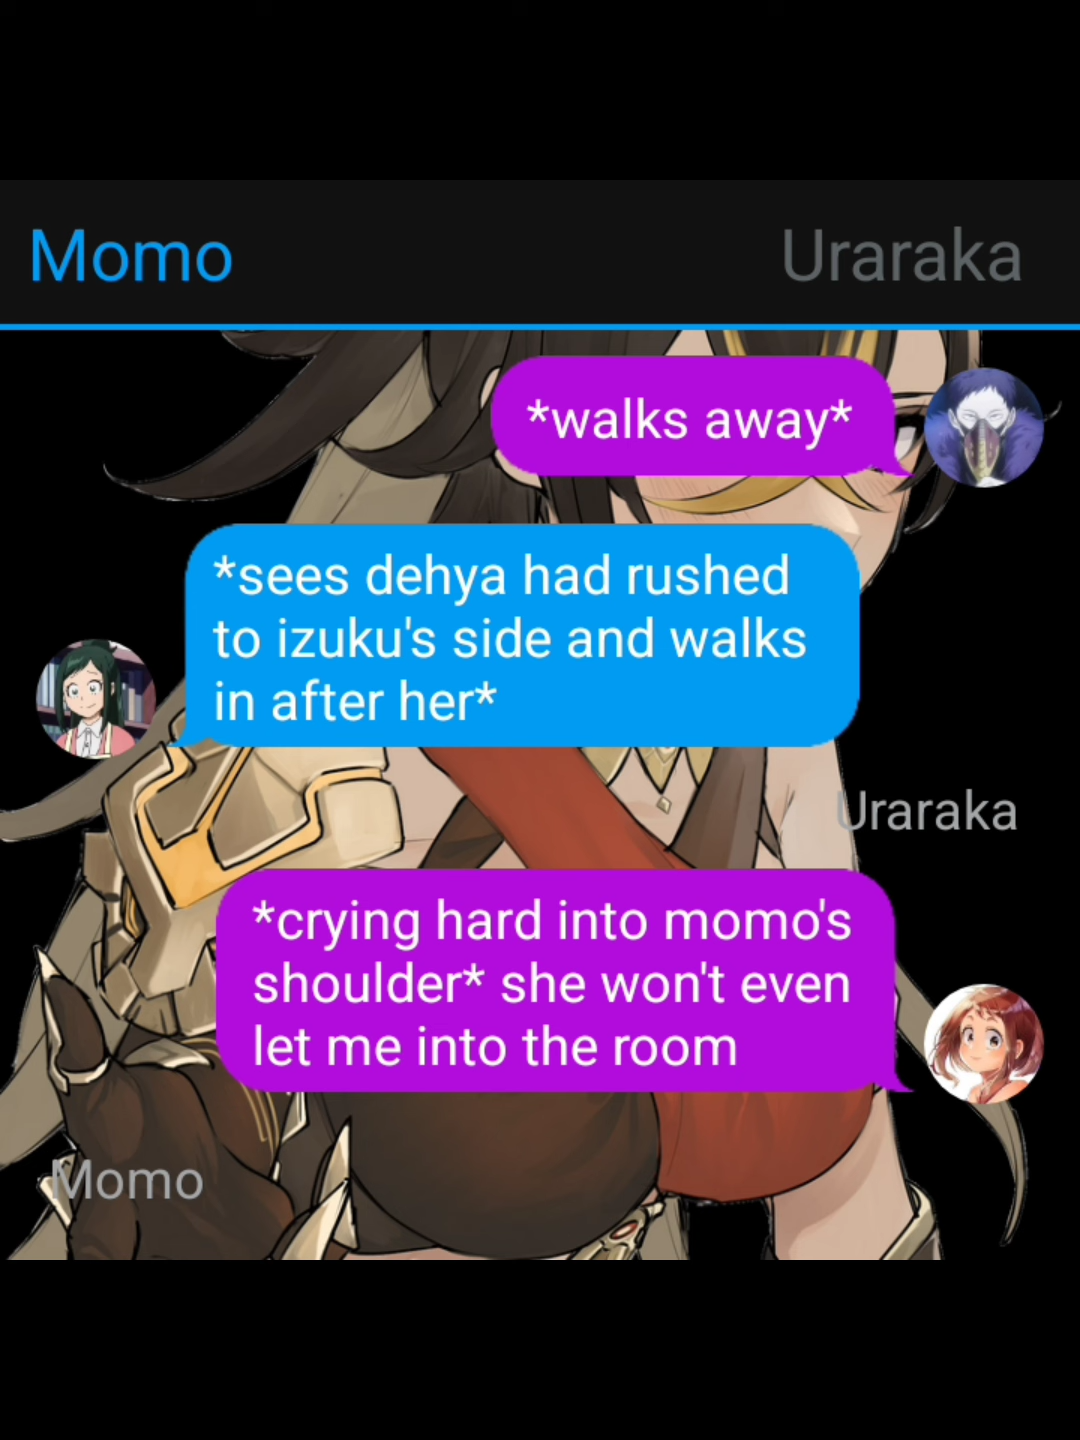 Momo
Uraraka
*walks away*
*sees dehya had rushed
to izuku's side and walks
in after her*
Uraraka
*crying hard into momo's
shoulder* she won't even
let me into the room
Momo